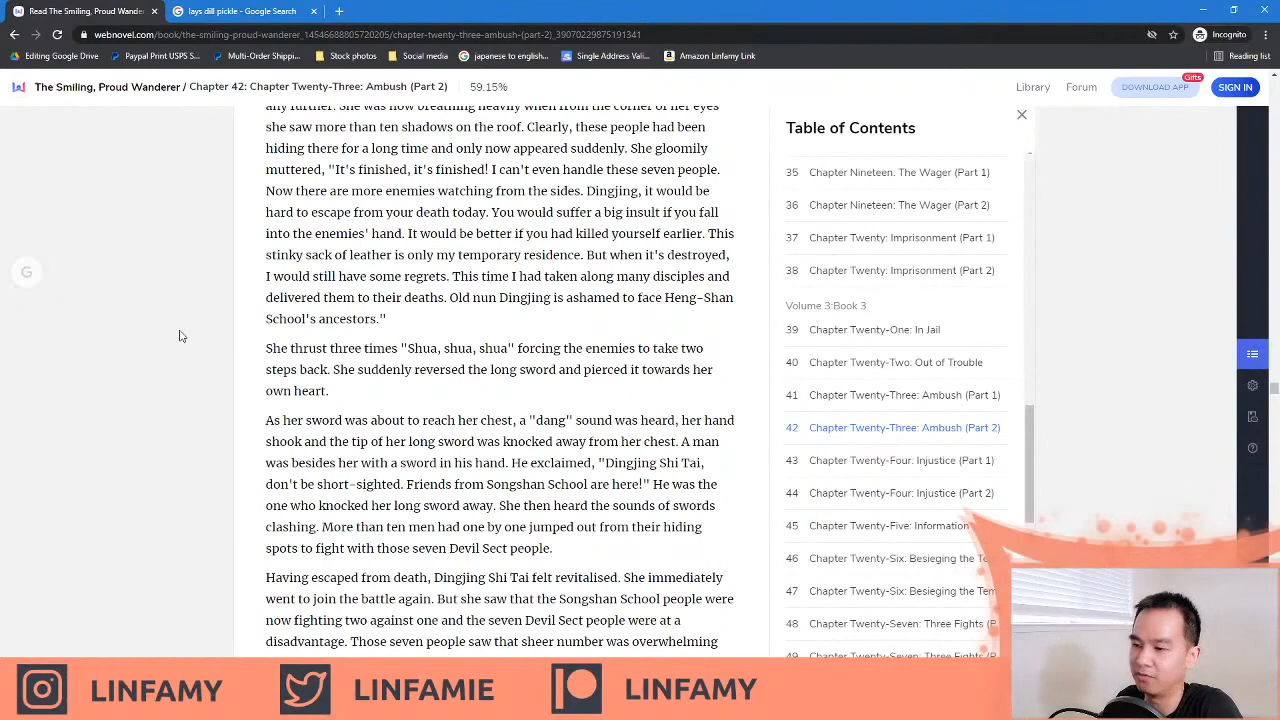 Read The Smiling, Proud Wander
lays dill pickle - Google Search
webnovel.com/book/the-smiling-proud-wanderer_14546688805720205/chapter-twenty-three-ambush-(part-2)_39070229875191341
Incognito
Editing Google Drive
Paypal Print USPS S...
Multi-Order Shippi...
Stock photos
Social media
japanese to english...
Single Address Vali...
Amazon Linfamy Link
Reading list
The Smiling, Proud Wanderer / Chapter 42: Chapter Twenty-Three: Ambush (Part 2)
59.15%
Library
Forum
DOWNLOAD APP
Gifts
SIGN IN
any further. She was now breathing heavily when from the corner of her eyes
she saw more than ten shadows on the roof. Clearly, these people had been
hiding there for a long time and only now appeared suddenly. She gloomily
muttered, "It's finished, it's finished! I can't even handle these seven people.
Now there are more enemies watching from the sides. Dingjing, it would be
hard to escape from your death today. You would suffer a big insult if you fall
into the enemies' hand. It would be better if you had killed yourself earlier. This
stinky sack of leather is only my temporary residence. But when it's destroyed,
I would still have some regrets. This time I had taken along many disciples and
delivered them to their deaths. Old nun Dingjing is ashamed to face Heng-Shan
School's ancestors."
She thrust three times "Shua, shua, shua" forcing the enemies to take two
steps back. She suddenly reversed the long sword and pierced it towards her
own heart.
As her sword was about to reach her chest, a "dang" sound was heard, her hand
shook and the tip of her long sword was knocked away from her chest. A man
was besides her with a sword in his hand. He exclaimed, "Dingjing Shi Tai,
don't be short-sighted. Friends from Songshan School are here!" He was the
one who knocked her long sword away. She then heard the sounds of swords
clashing. More than ten men had one by one jumped out from their hiding
spots to fight with those seven Devil Sect people.
Having escaped from death, Dingjing Shi Tai felt revitalised. She immediately
went to join the battle again. But she saw that the Songshan School people were
now fighting two against one and the seven Devil Sect people were at a
disadvantage. Those seven people saw that sheer number was overwhelming
G
Table of Contents
35 Chapter Nineteen: The Wager (Part 1)
36 Chapter Nineteen: The Wager (Part 2)
37 Chapter Twenty: Imprisonment (Part 1)
38 Chapter Twenty: Imprisonment (Part 2)
Volume 3:Book 3
39 Chapter Twenty-One: In Jail
40 Chapter Twenty-Two: Out of Trouble
41 Chapter Twenty-Three: Ambush (Part 1)
42 Chapter Twenty-Three: Ambush (Part 2)
43 Chapter Twenty-Four: Injustice (Part 1)
44 Chapter Twenty-Four: Injustice (Part 2)
45 Chapter Twenty-Five: Information
46 Chapter Twenty-Six: Besieging the Te
47 Chapter Twenty-Six: Besieging the Tem
48 Chapter Twenty-Seven: Three Fights (P
49 Chapter Twenty-Seven: Three Fights (P
LINFAMY
LINFAMIE
LINFAMY